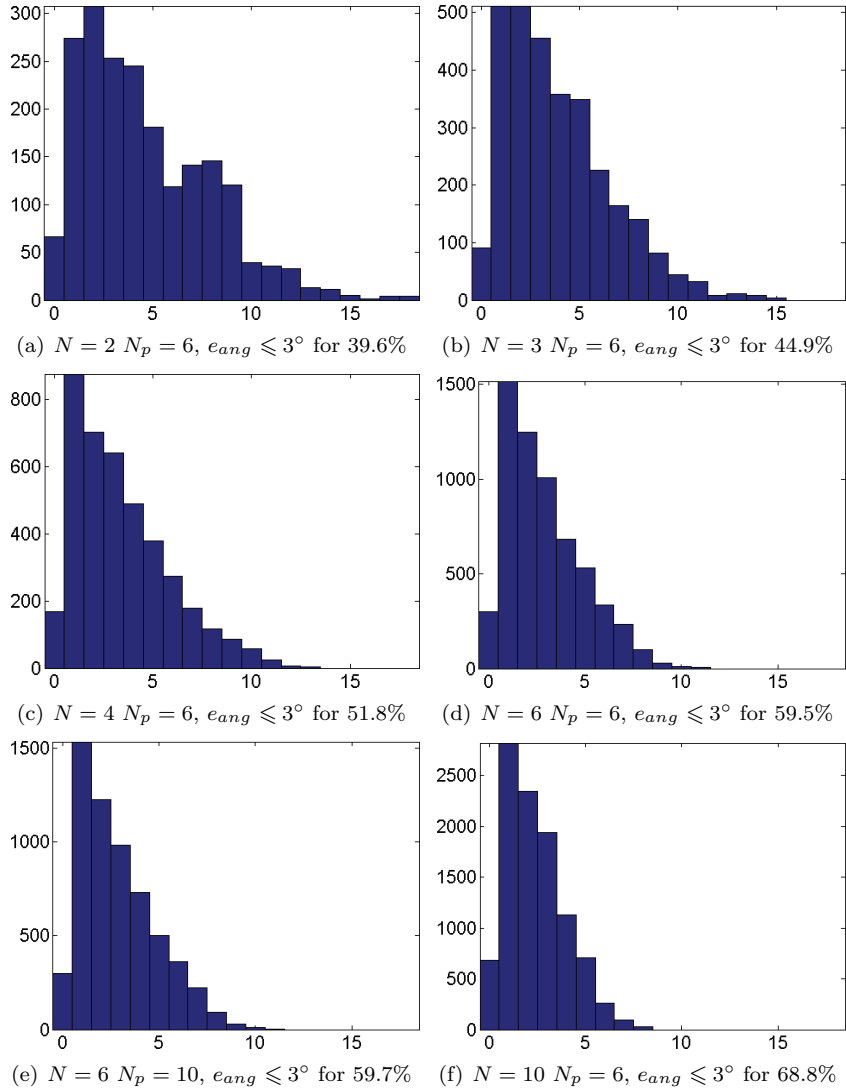 300
250
200
150
100
50
0
0 5 10 15
(a) N = 2 N_p = 6, e_ang ⩽ 3° for 39.6%
500
400
300
200
100
0
0 5 10 15
(b) N = 3 N_p = 6, e_ang ⩽ 3° for 44.9%
800
600
400
200
0
0 5 10 15
(c) N = 4 N_p = 6, e_ang ⩽ 3° for 51.8%
1500
1000
500
0
0 5 10 15
(d) N = 6 N_p = 6, e_ang ⩽ 3° for 59.5%
1500
1000
500
0
0 5 10 15
(e) N = 6 N_p = 10, e_ang ⩽ 3° for 59.7%
2500
2000
1500
1000
500
0
0 5 10 15
(f) N = 10 N_p = 6, e_ang ⩽ 3° for 68.8%